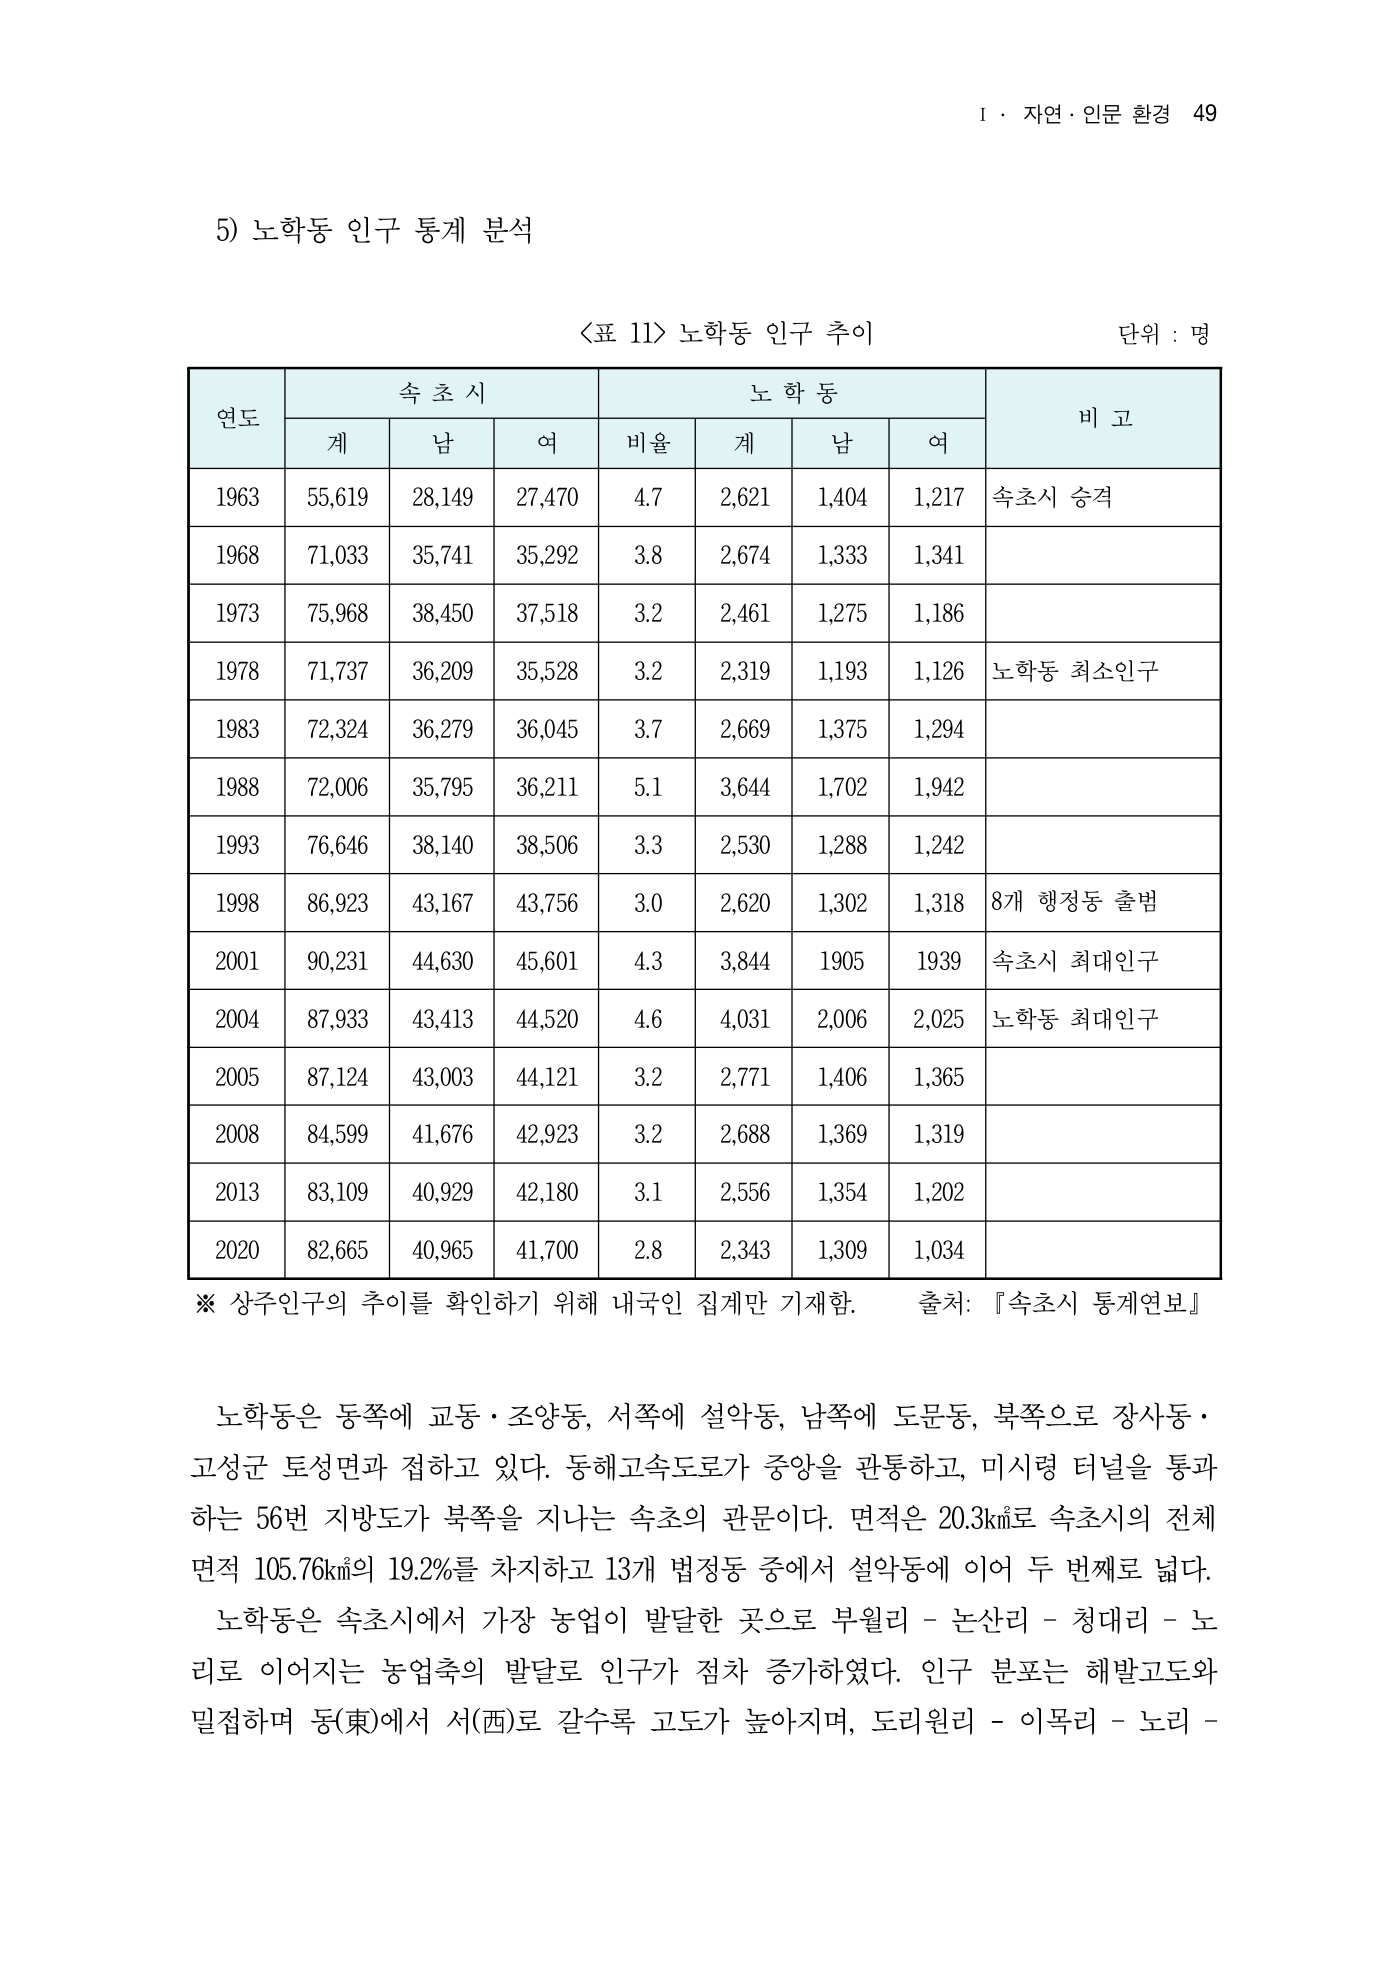 Ⅰ · 자연·인문 환경 49
5) 노학동 인구 통계 분석
<표 11> 노학동 인구 추이 단위 : 명
연도 속 초 시 노 학 동 비 고
계 남 여 비율 계 남 여
1963 55,619 28,149 27,470 4.7 2,621 1,404 1,217 속초시 승격
1968 71,033 35,741 35,292 3.8 2,674 1,333 1,341
1973 75,968 38,450 37,518 3.2 2,461 1,275 1,186
1978 71,737 36,209 35,528 3.2 2,319 1,193 1,126 노학동 최소인구
1983 72,324 36,279 36,045 3.7 2,669 1,375 1,294
1988 72,006 35,795 36,211 5.1 3,644 1,702 1,942
1993 76,646 38,140 38,506 3.3 2,530 1,288 1,242
1998 86,923 43,167 43,756 3.0 2,620 1,302 1,318 8개 행정동 출범
2001 90,231 44,630 45,601 4.3 3,844 1905 1939 속초시 최대인구
2004 87,933 43,413 44,520 4.6 4,031 2,006 2,025 노학동 최대인구
2005 87,124 43,003 44,121 3.2 2,771 1,406 1,365
2008 84,599 41,676 42,923 3.2 2,688 1,369 1,319
2013 83,109 40,929 42,180 3.1 2,556 1,354 1,202
2020 82,665 40,965 41,700 2.8 2,343 1,309 1,034
※ 상주인구의 추이를 확인하기 위해 내국인 집계만 기재함. 출처: 『속초시 통계연보』
노학동은 동쪽에 교동·조양동, 서쪽에 설악동, 남쪽에 도문동, 북쪽으로 장사동·
고성군 토성면과 접하고 있다. 동해고속도로가 중앙을 관통하고, 미시령 터널을 통과
하는 56번 지방도가 북쪽을 지나는 속초의 관문이다. 면적은 20.3㎢로 속초시의 전체
면적 105.76㎢의 19.2%를 차지하고 13개 법정동 중에서 설악동에 이어 두 번째로 넓다.
노학동은 속초시에서 가장 농업이 발달한 곳으로 부월리 - 논산리 - 청대리 - 노
리로 이어지는 농업축의 발달로 인구가 점차 증가하였다. 인구 분포는 해발고도와
밀접하며 동(東)에서 서(西)로 갈수록 고도가 높아지며, 도리원리 - 이목리 - 노리 -